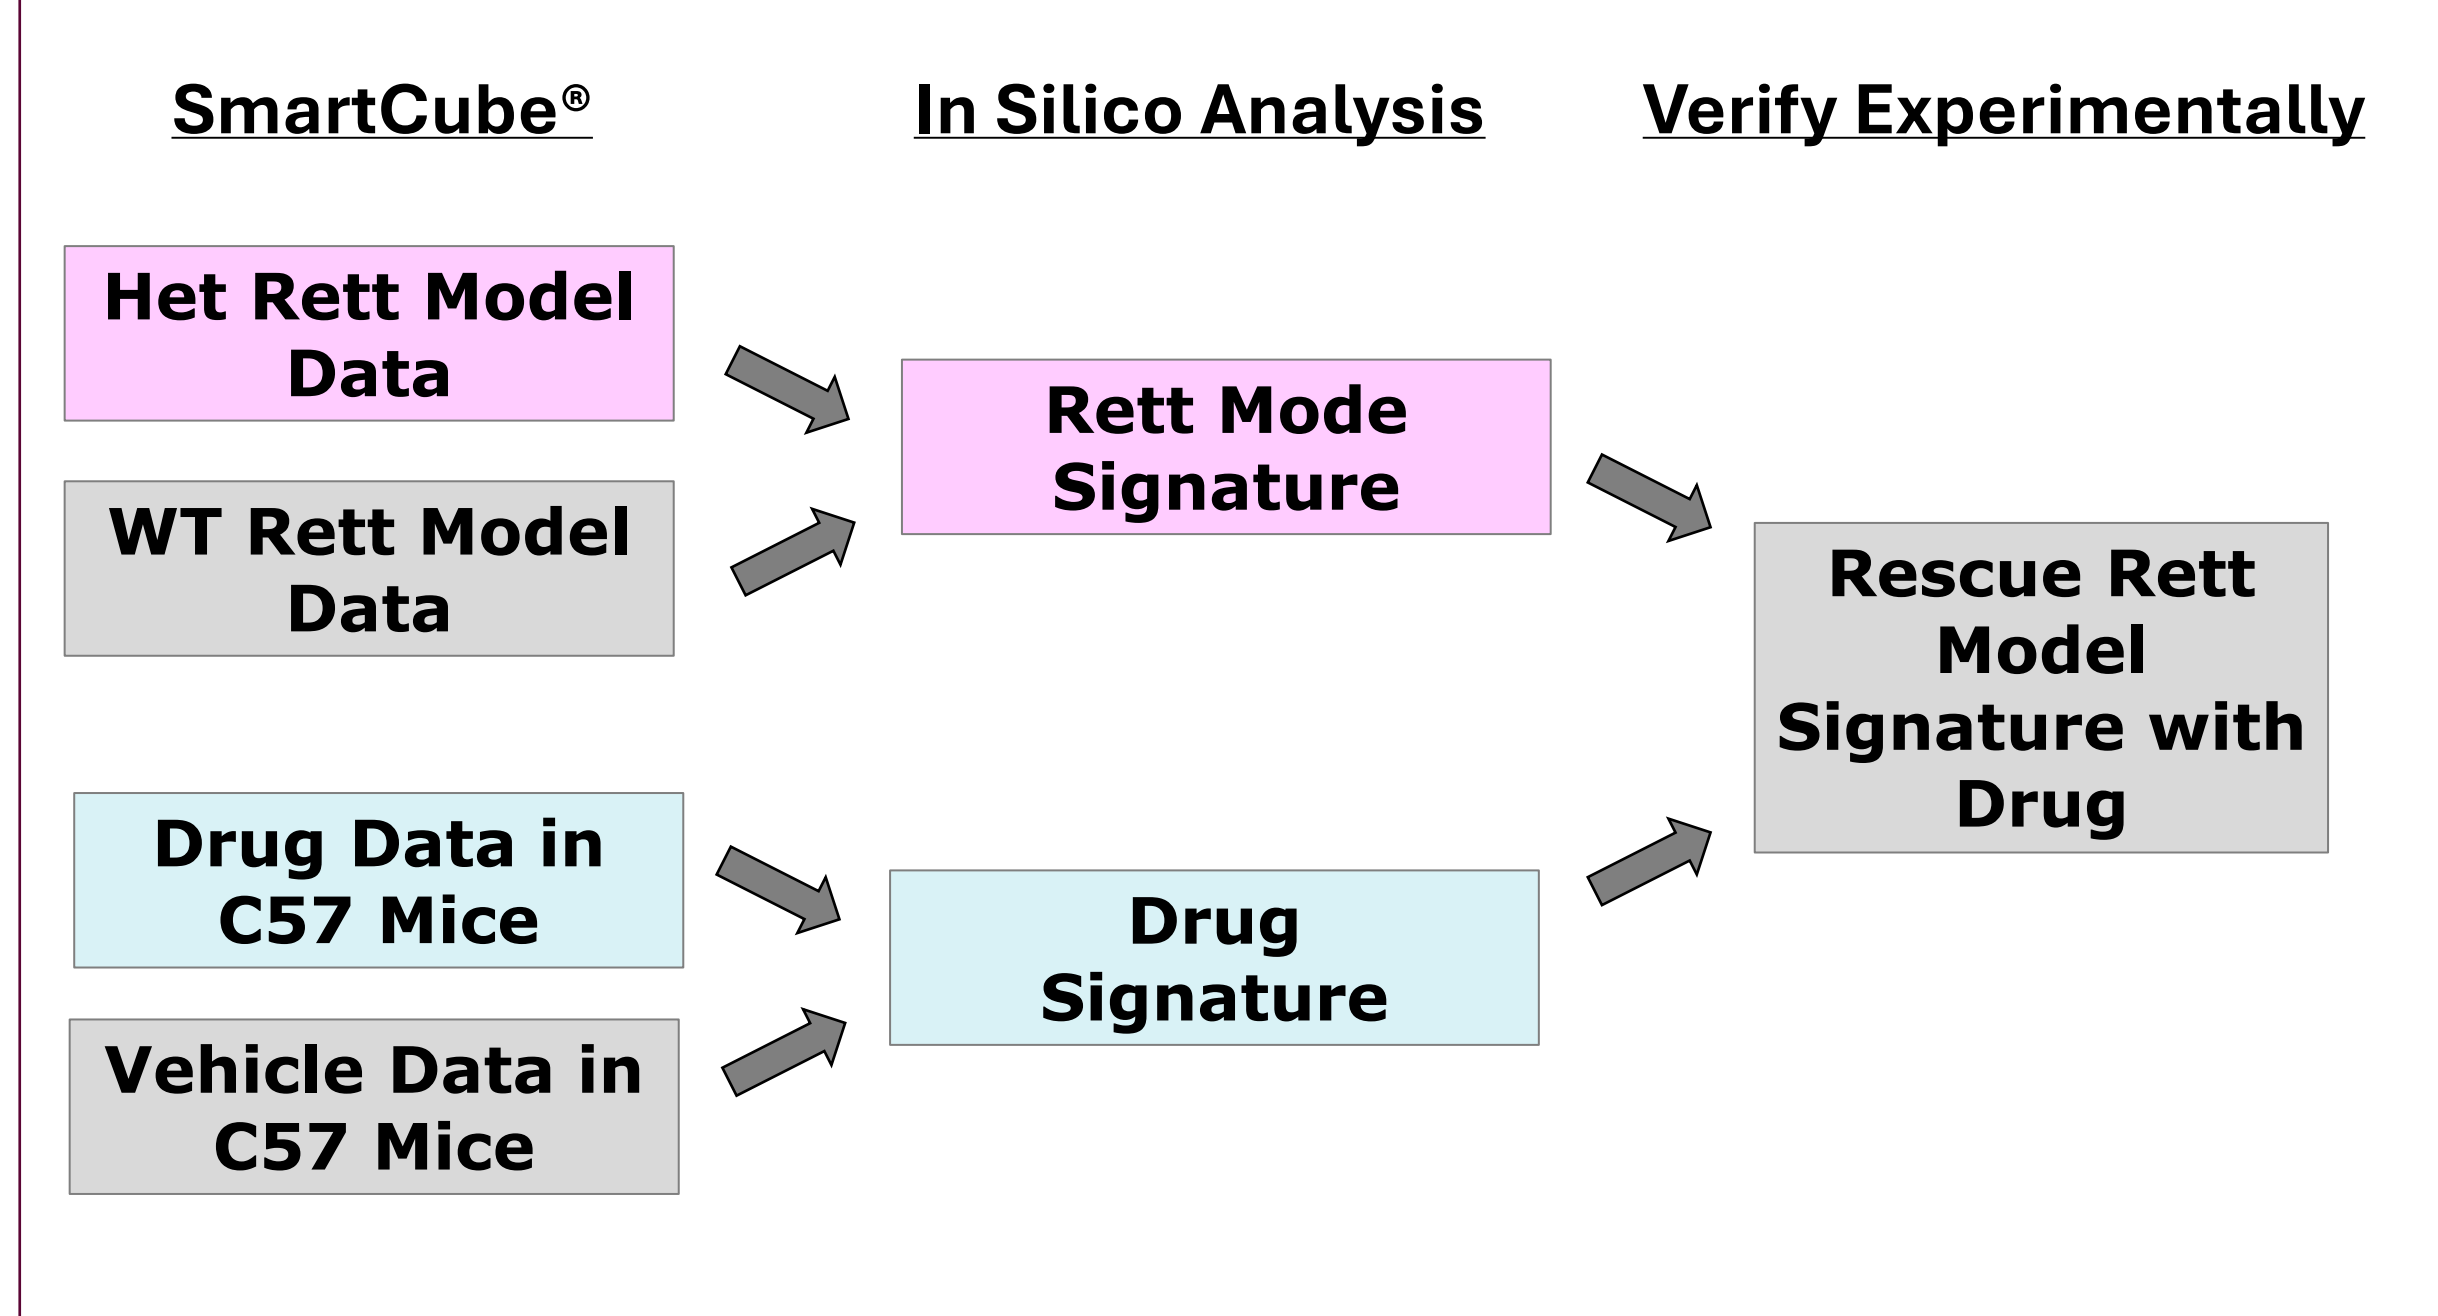 SmartCube®
In Silico Analysis
Verify Experimentally
Het Rett Model
Data
WT Rett Model
Data
Rett Mode
Signature
Drug Data in
C57 Mice
Vehicle Data in
C57 Mice
Drug
Signature
Rescue Rett
Model
Signature with
Drug